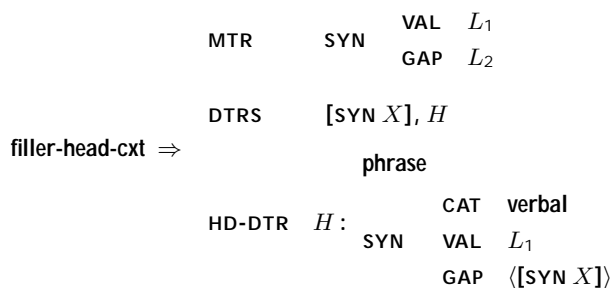 VAL L₁
MTR SYN
GAP L₂
DTRS [SYN X], H
filler-head-cxt ⇒
phrase
CAT verbal
HD-DTR H :
SYN VAL L₁
GAP ⟨[SYN X]⟩